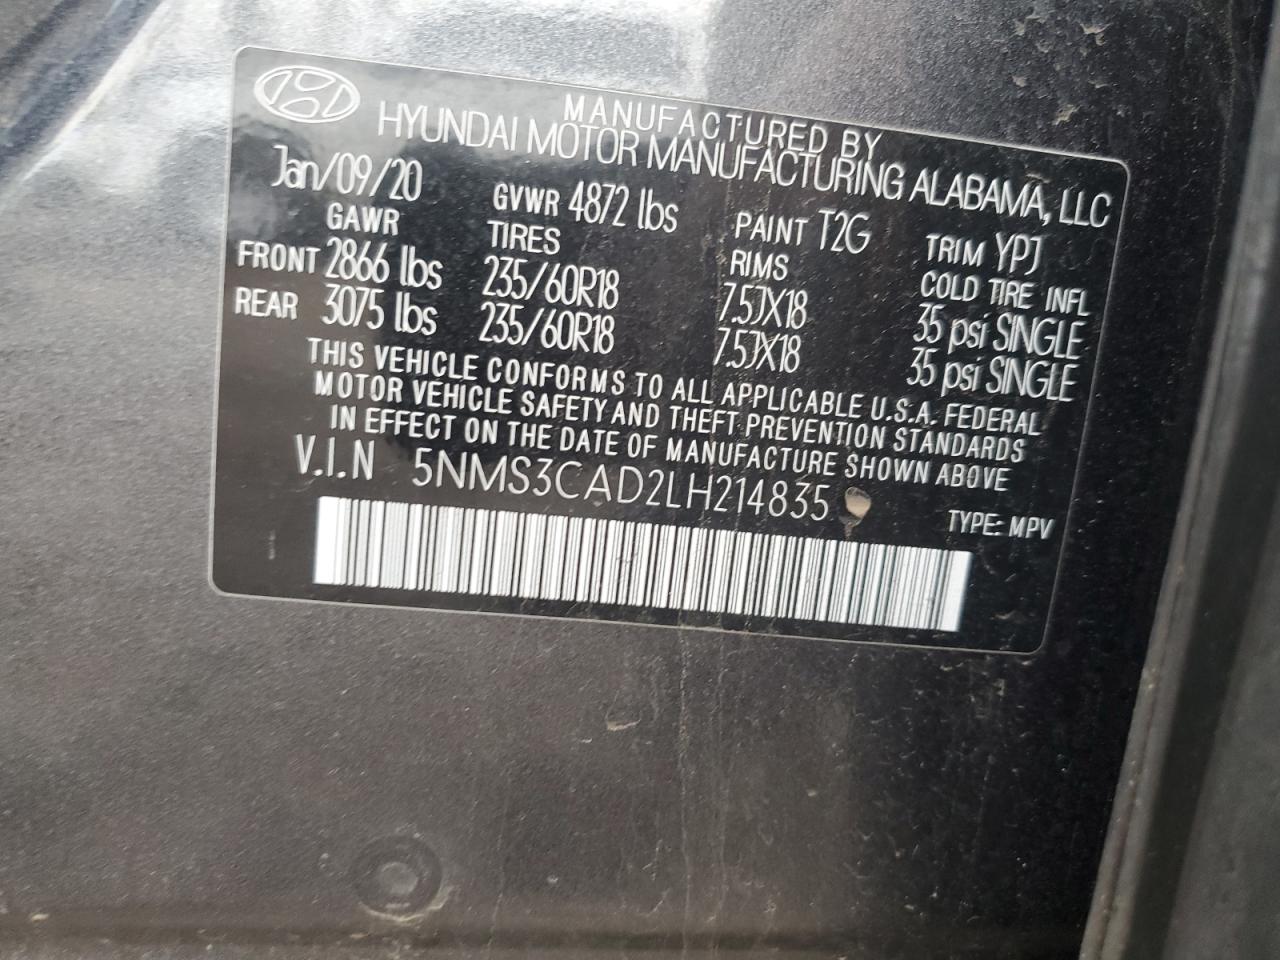 MANUFACTURED BY
HYUNDAI MOTOR MANUFACTURING ALABAMA, LLC
Jan/09/20 GVWR 4872 lbs PAINT T2G TRIM YPJ
GAWR TIRES RIMS COLD TIRE INFL
FRONT 2866 lbs 235/60R18 7.5JX18 35 psi SINGLE
REAR 3075 lbs 235/60R18 7.5JX18 35 psi SINGLE
THIS VEHICLE CONFORMS TO ALL APPLICABLE U.S.A. FEDERAL
MOTOR VEHICLE SAFETY AND THEFT PREVENTION STANDARDS
IN EFFECT ON THE DATE OF MANUFACTURE SHOWN ABOVE
V.I.N 5NMS3CAD2LH214835
TYPE: MPV